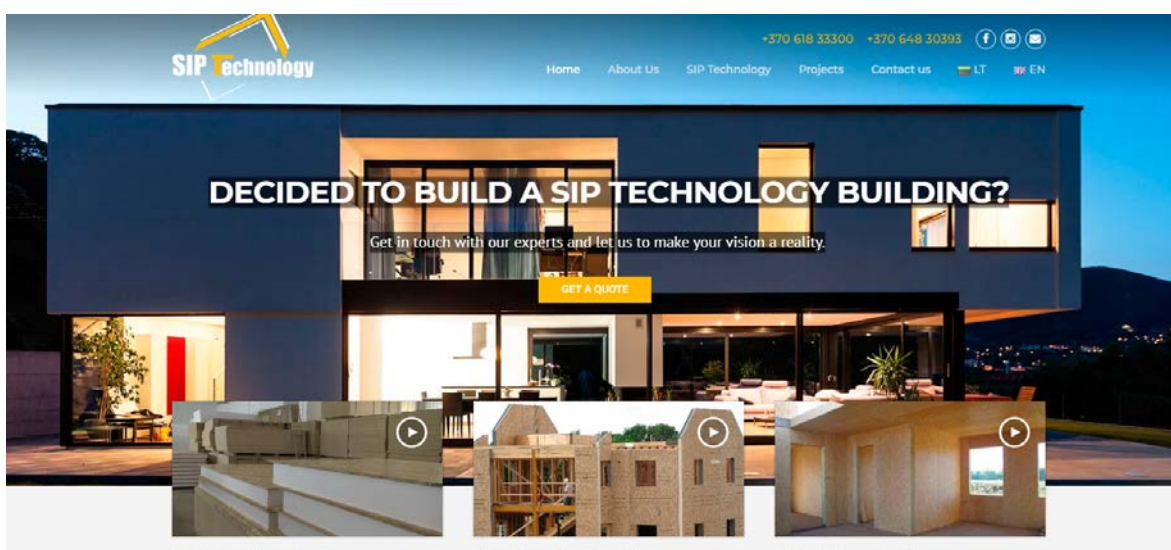 +370 618 33300 +370 648 30393
SIP Technology
Home About Us SIP Technology Projects Contact us LT EN
DECIDED TO BUILD A SIP TECHNOLOGY BUILDING?
Get in touch with our experts and let us to make your vision a reality.
GET A QUOTE